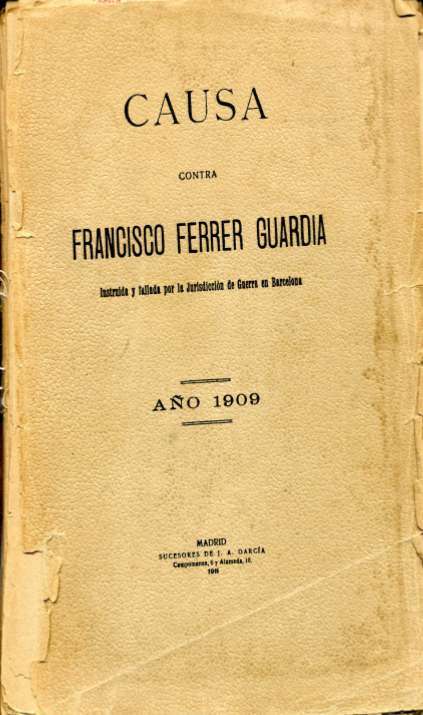 CAUSA
CONTRA
FRANCISCO FERRER GUARDIA
Instruida y fallada por la Jurisdicción de Guerra en Barcelona
AÑO 1909
MADRID
SUCESORES DE J. A. GARCÍA
Campomanes, 6 y Alameda, 10.
1911